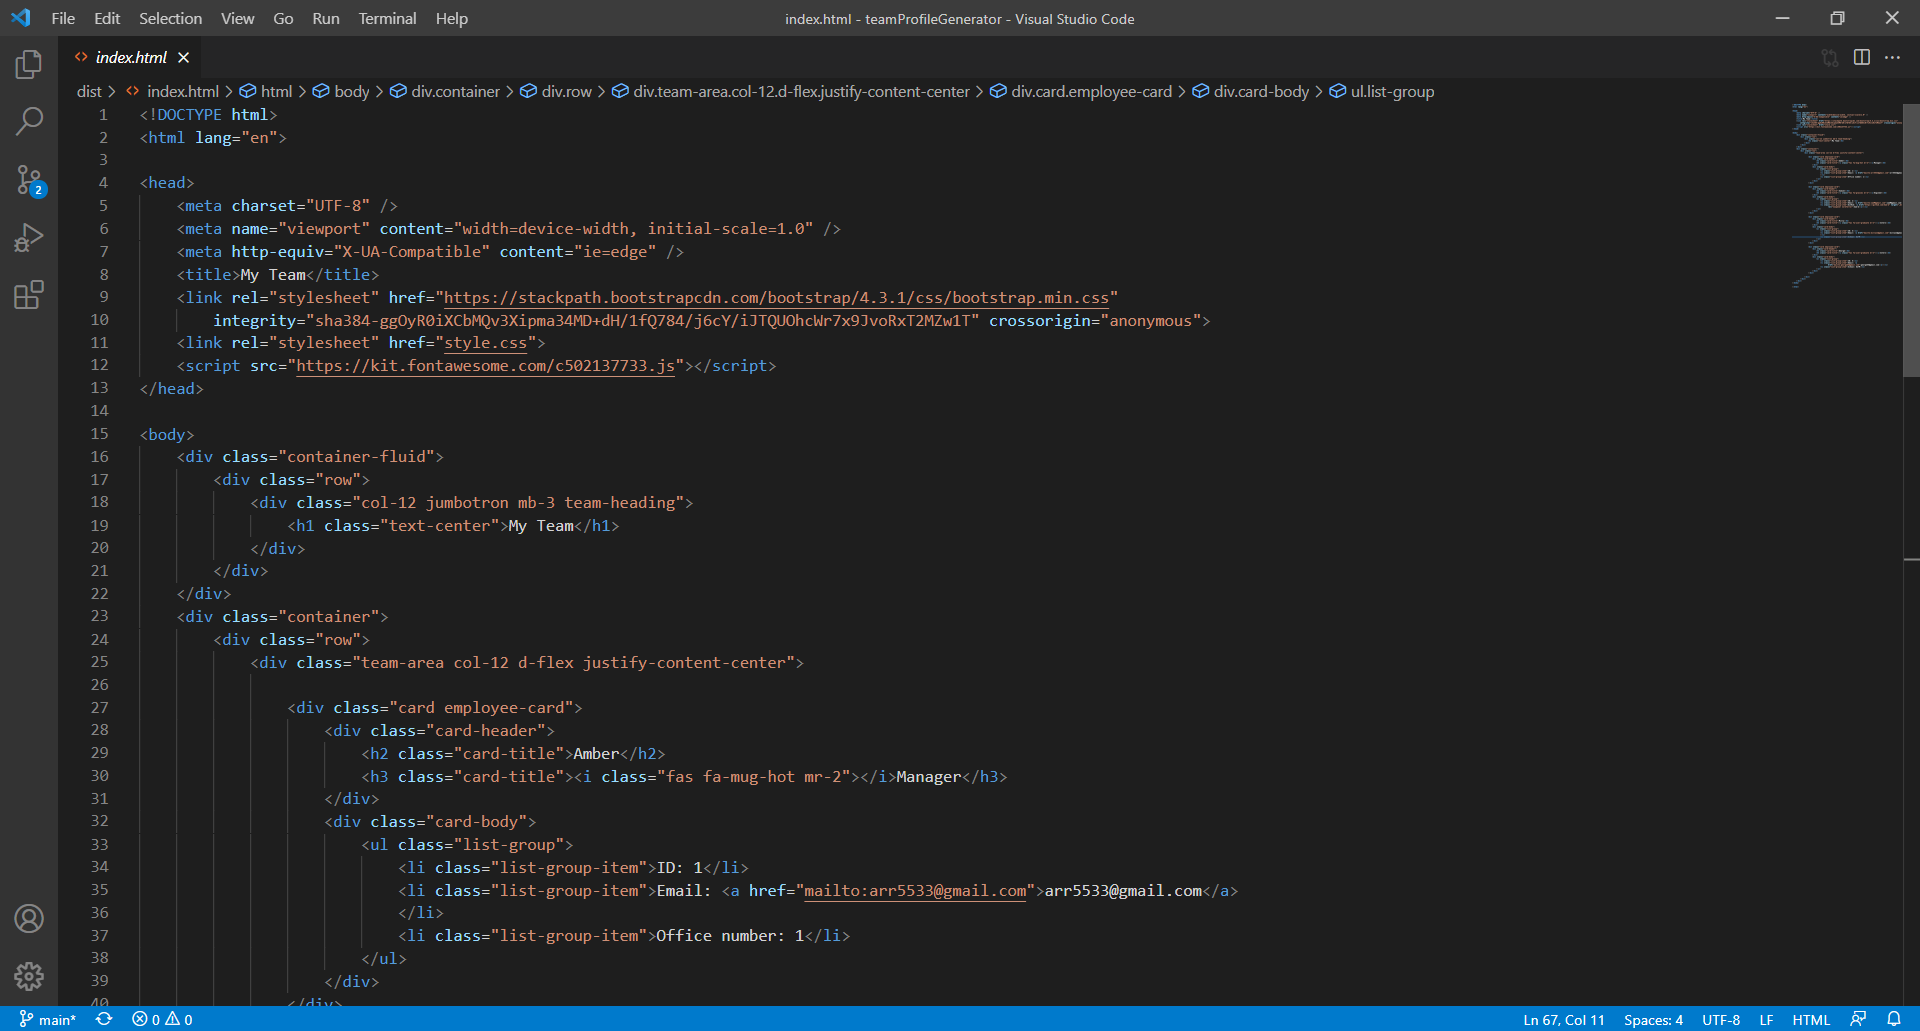 File Edit Selection View Go Run Terminal Help
index.html - teamProfileGenerator - Visual Studio Code
index.html
dist > index.html > html > body > div.container > div.row > div.team-area.col-12.d-flex.justify-content-center > div.card.employee-card > div.card-body > ul.list-group
1 <!DOCTYPE html>
2 <html lang="en">
3
4 <head>
5     <meta charset="UTF-8" />
6     <meta name="viewport" content="width=device-width, initial-scale=1.0" />
7     <meta http-equiv="X-UA-Compatible" content="ie=edge" />
8     <title>My Team</title>
9     <link rel="stylesheet" href="https://stackpath.bootstrapcdn.com/bootstrap/4.3.1/css/bootstrap.min.css"
10         integrity="sha384-ggOyR0iXCbMQv3Xipma34MD+dH/1fQ784/j6cY/iJTQUOhcWr7x9JvoRxT2MZw1T" crossorigin="anonymous">
11     <link rel="stylesheet" href="style.css">
12     <script src="https://kit.fontawesome.com/c502137733.js"></script>
13 </head>
14
15 <body>
16     <div class="container-fluid">
17         <div class="row">
18             <div class="col-12 jumbotron mb-3 team-heading">
19                 <h1 class="text-center">My Team</h1>
20             </div>
21         </div>
22     </div>
23     <div class="container">
24         <div class="row">
25             <div class="team-area col-12 d-flex justify-content-center">
26
27                 <div class="card employee-card">
28                     <div class="card-header">
29                         <h2 class="card-title">Amber</h2>
30                         <h3 class="card-title"><i class="fas fa-mug-hot mr-2"></i>Manager</h3>
31                     </div>
32                     <div class="card-body">
33                         <ul class="list-group">
34                             <li class="list-group-item">ID: 1</li>
35                             <li class="list-group-item">Email: <a href="mailto:arr5533@gmail.com">arr5533@gmail.com</a>
36                             </li>
37                             <li class="list-group-item">Office number: 1</li>
38                         </ul>
39                     </div>
40                 </div>
2
main* 0 0 Ln 67, Col 11 Spaces: 4 UTF-8 LF HTML